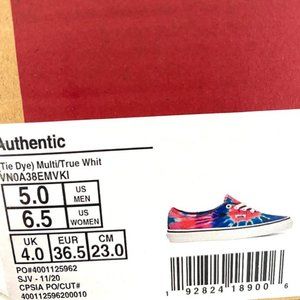 Authentic
(Tie Dye) Multi/True Whit
VN0A38EMVKI
5.0 US MEN
6.5 US WOMEN
UK EUR CM
4.0 36.5 23.0
PO#4001125962
SJV - 11/20
CPSIA PO/CUT#
400112596200010
1 92824 18900 6